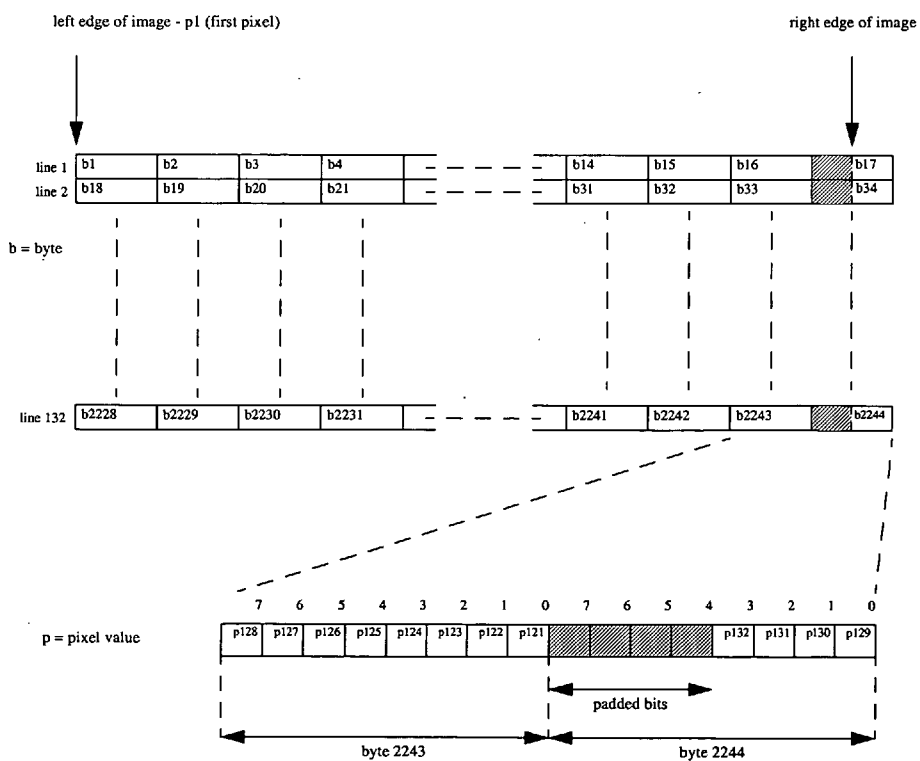 left edge of image - p1 (first pixel)
right edge of image
line 1 b1 b2 b3 b4 b14 b15 b16 b17
line 2 b18 b19 b20 b21 b31 b32 b33 b34
b = byte
line 132 b2228 b2229 b2230 b2231 b2241 b2242 b2243 b2244
7 6 5 4 3 2 1 0 7 6 5 4 3 2 1 0
p = pixel value p128 p127 p126 p125 p124 p123 p122 p121 p132 p131 p130 p129
padded bits
byte 2243 byte 2244